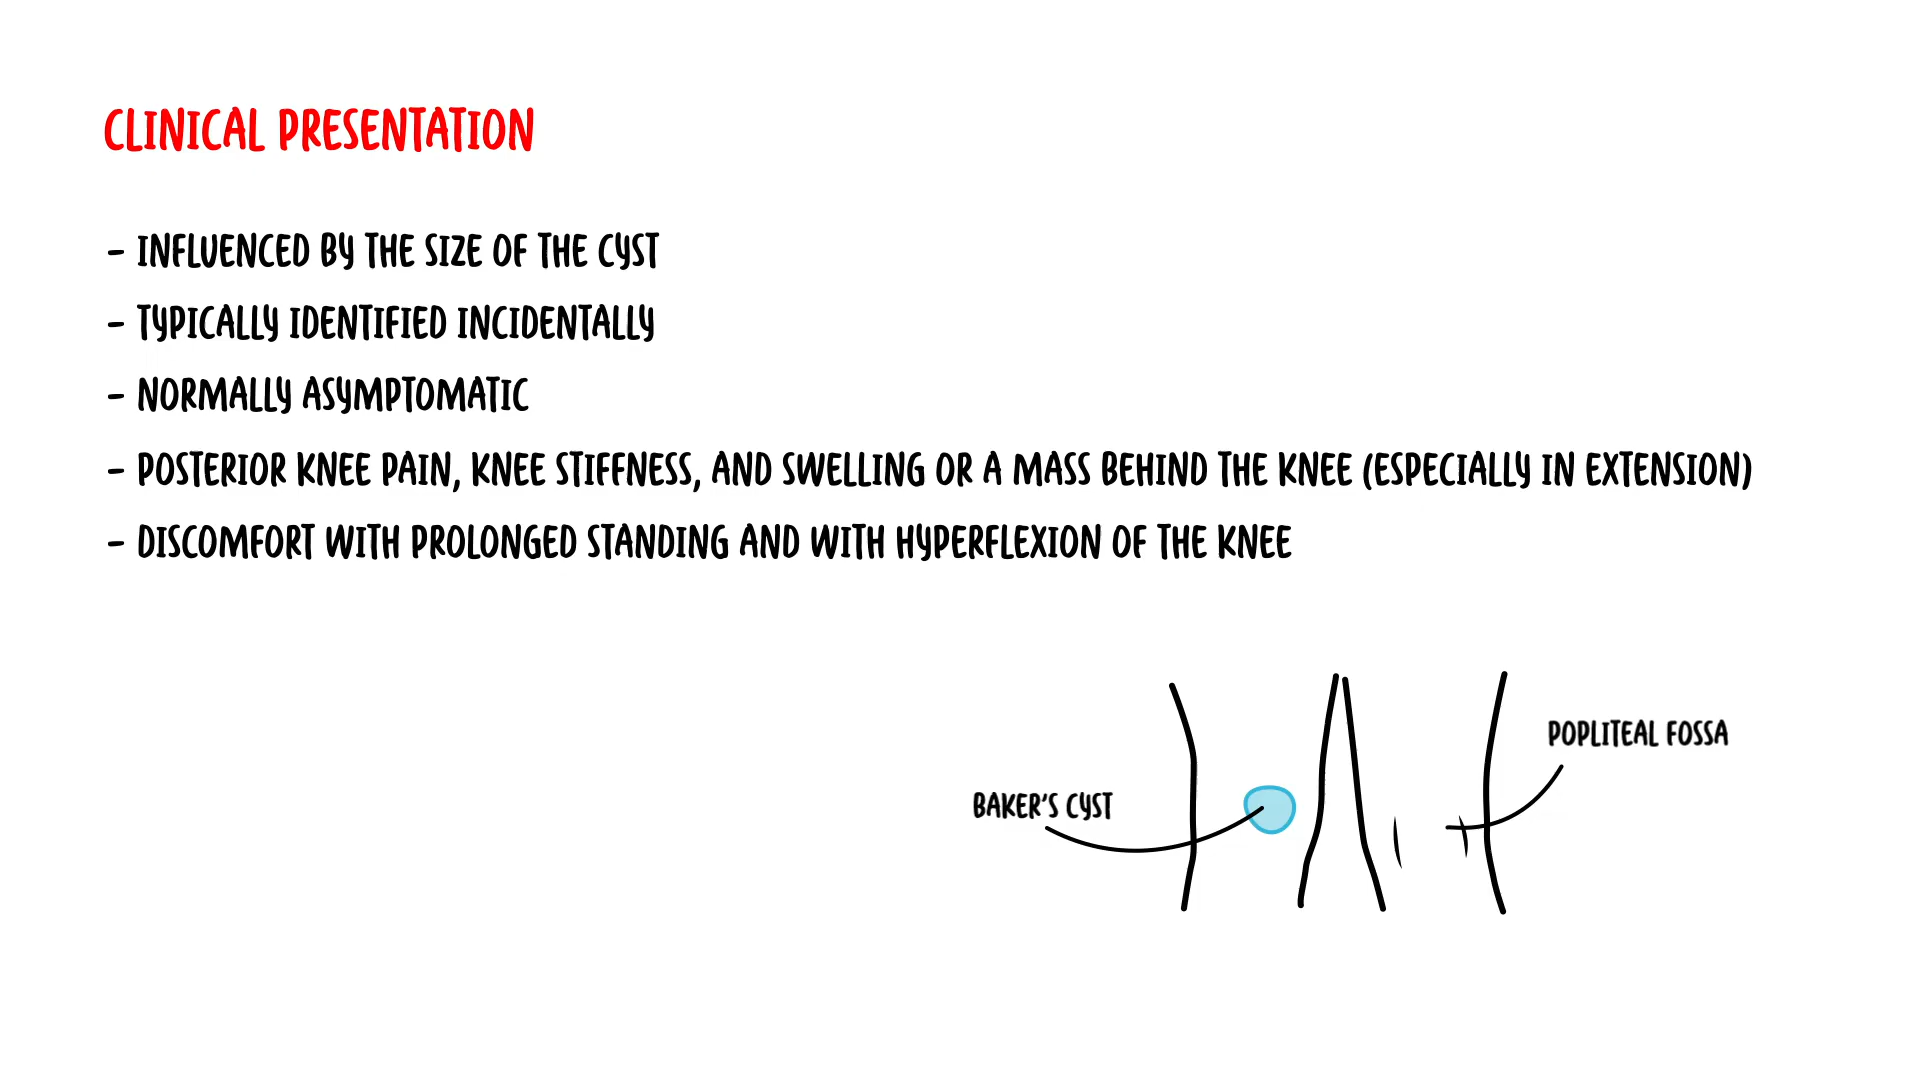 CLINICAL PRESENTATION
- INFLUENCED BY THE SIZE OF THE CYST
- TYPICALLY IDENTIFIED INCIDENTALLY
- NORMALLY ASYMPTOMATIC
- POSTERIOR KNEE PAIN, KNEE STIFFNESS, AND SWELLING OR A MASS BEHIND THE KNEE (ESPECIALLY IN EXTENSION)
- DISCOMFORT WITH PROLONGED STANDING AND WITH HYPERFLEXION OF THE KNEE
POPLITEAL FOSSA
BAKER'S CYST